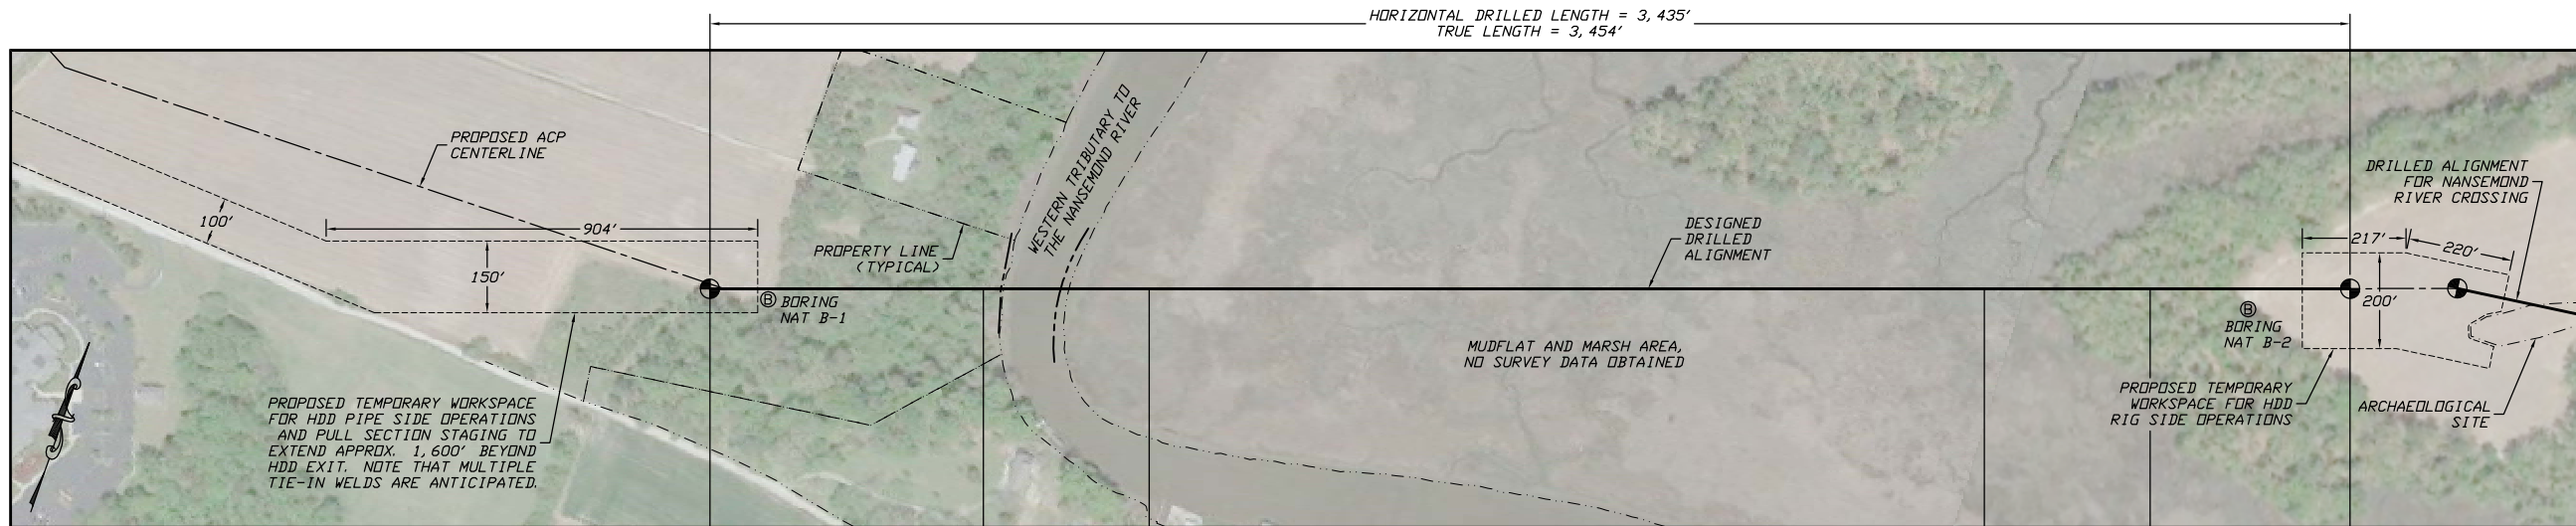 HORIZONTAL DRILLED LENGTH = 3,435'
TRUE LENGTH = 3,454'
PROPOSED ACP
CENTERLINE
100'
904'
150'
PROPERTY LINE
(TYPICAL)
WESTERN TRIBUTARY TO
THE NANSEMOND RIVER
B BORING
NAT B-1
PROPOSED TEMPORARY WORKSPACE
FOR HDD PIPE SIDE OPERATIONS
AND PULL SECTION STAGING TO
EXTEND APPROX. 1,600' BEYOND
HDD EXIT. NOTE THAT MULTIPLE
TIE-IN WELDS ARE ANTICIPATED.
DESIGNED
DRILLED
ALIGNMENT
MUDFLAT AND MARSH AREA,
NO SURVEY DATA OBTAINED
DRILLED ALIGNMENT
FOR NANSEMOND
RIVER CROSSING
217'
220'
200'
B
BORING
NAT B-2
PROPOSED TEMPORARY
WORKSPACE FOR HDD
RIG SIDE OPERATIONS
ARCHAEOLOGICAL
SITE